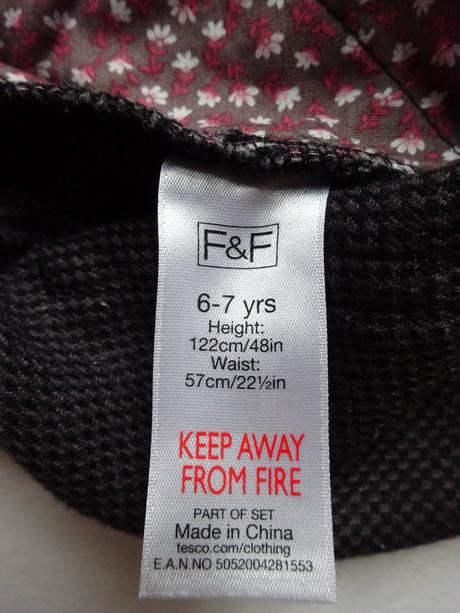 F&F
6-7 yrs
Height:
122cm/48in
Waist:
57cm/22½in
KEEP AWAY
FROM FIRE
PART OF SET
Made in China
tesco.com/clothing
E.A.N.NO 5052004281553